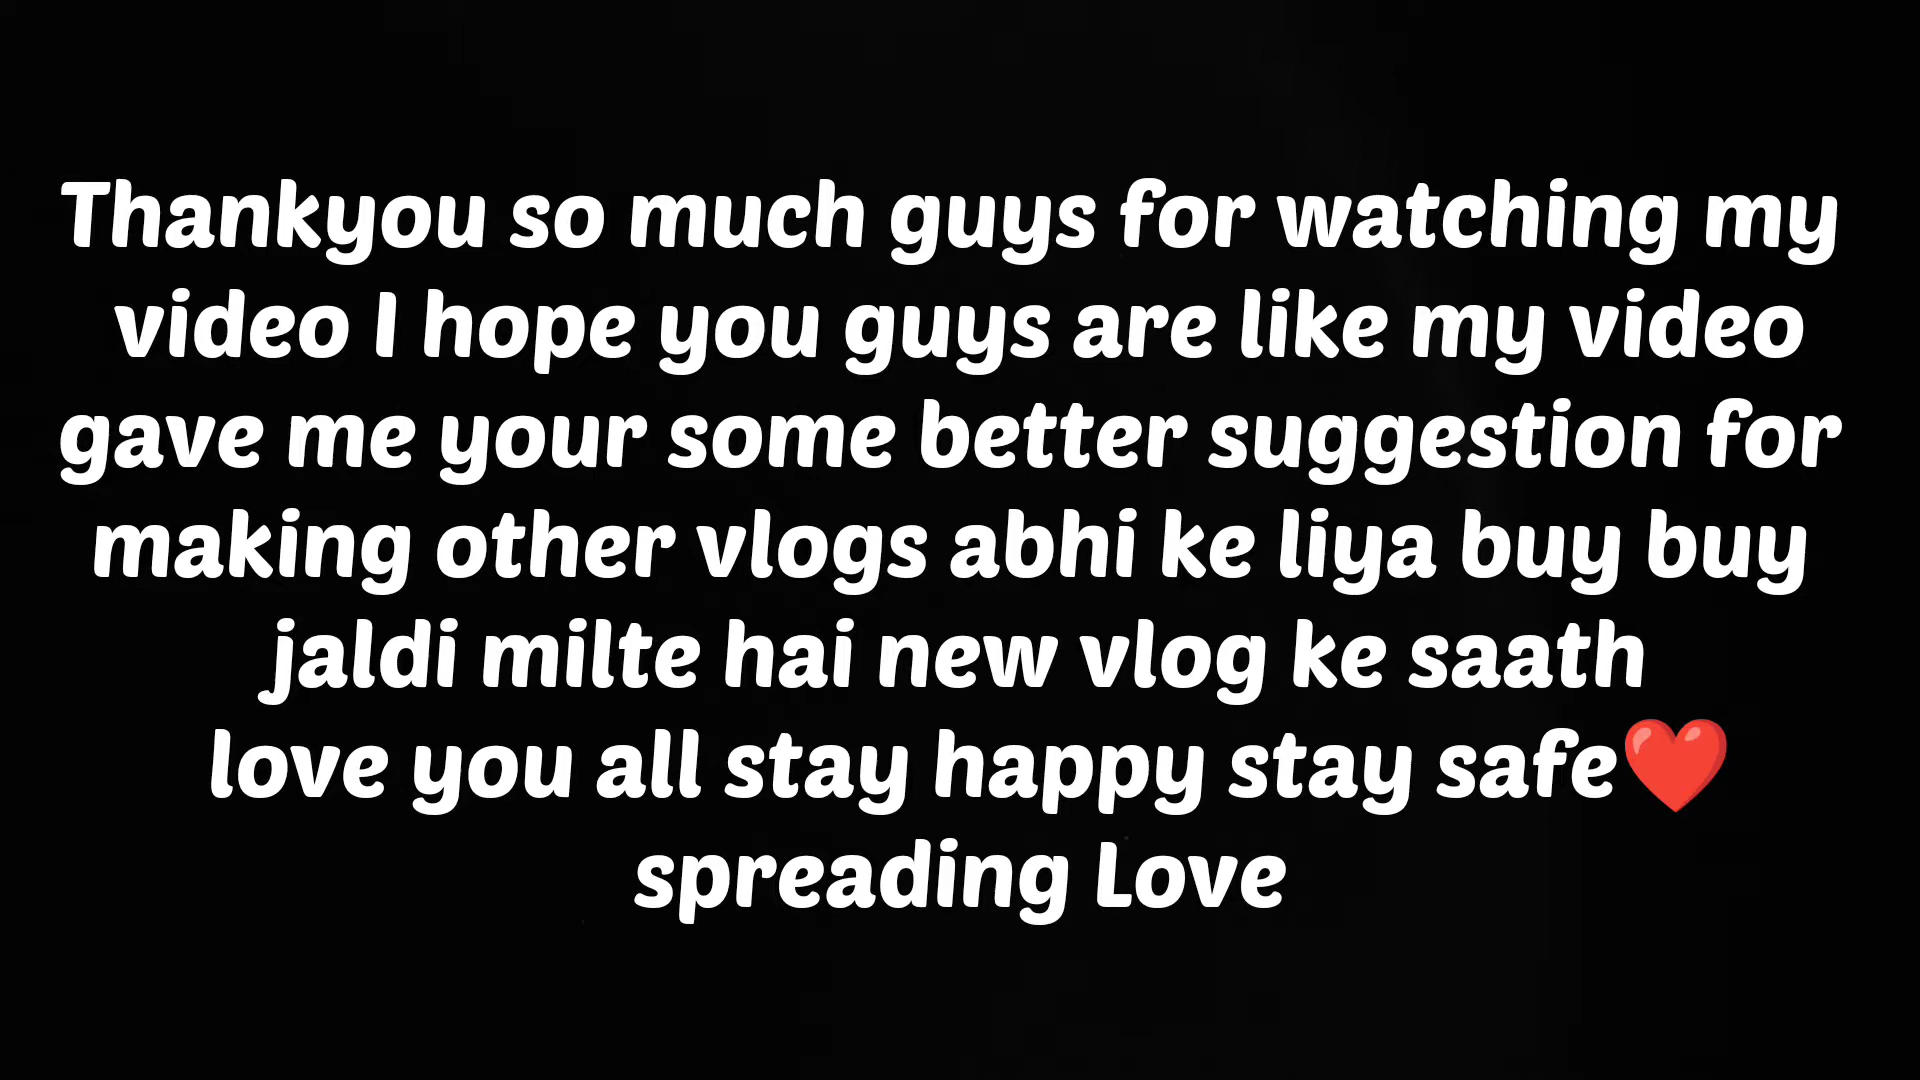 Thankyou so much guys for watching my
video I hope you guys are like my video
gave me your some better suggestion for
making other vlogs abhi ke liya buy buy
jaldi milte hai new vlog ke saath
love you all stay happy stay safe❤️
spreading Love